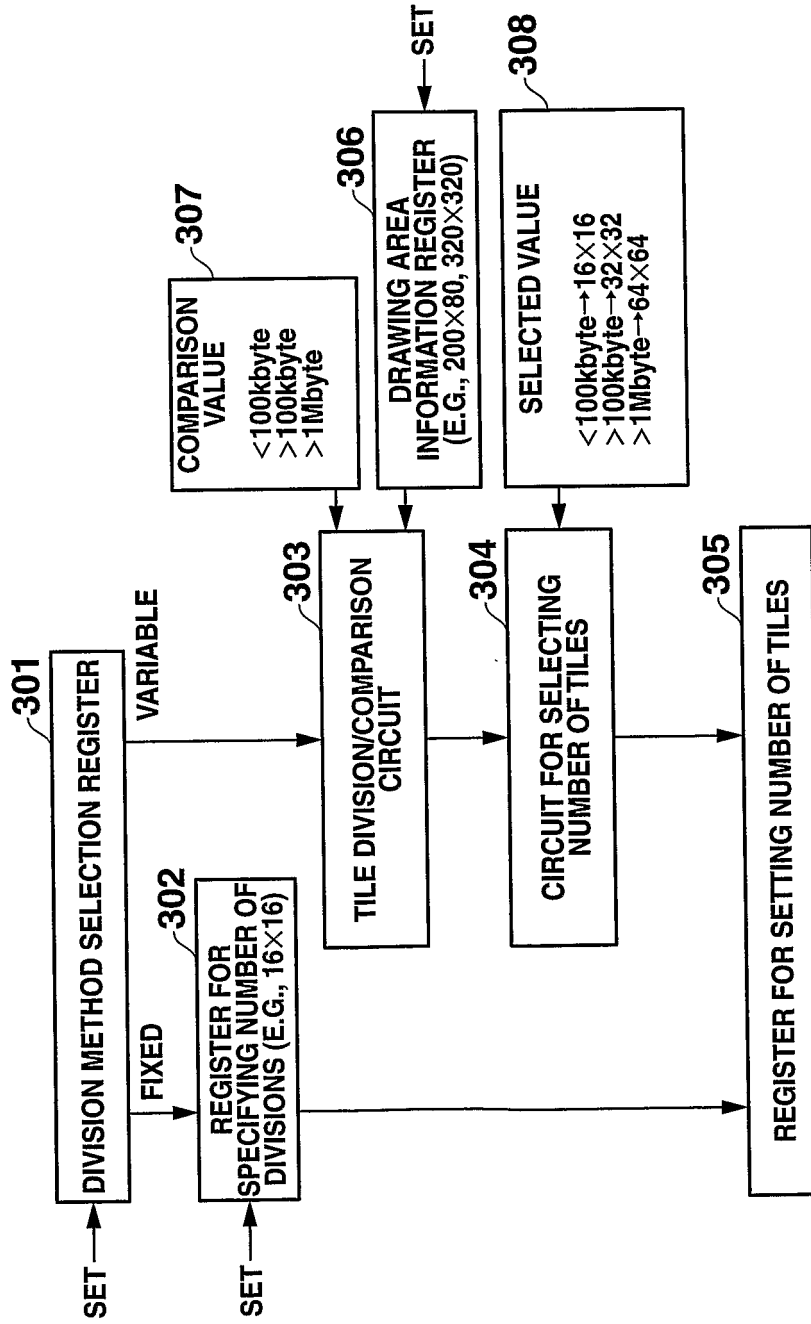 301
SET
DIVISION METHOD SELECTION REGISTER
FIXED
VARIABLE
302
SET
REGISTER FOR
SPECIFYING NUMBER OF
DIVISIONS (E.G., 16×16)
303
TILE DIVISION/COMPARISON
CIRCUIT
307
COMPARISON
VALUE
<100kbyte
>100kbyte
>1Mbyte
306
DRAWING AREA
INFORMATION REGISTER
(E.G., 200×80, 320×320)
SET
304
CIRCUIT FOR SELECTING
NUMBER OF TILES
308
SELECTED VALUE
<100kbyte→16×16
>100kbyte→32×32
>1Mbyte→64×64
305
REGISTER FOR SETTING NUMBER OF TILES